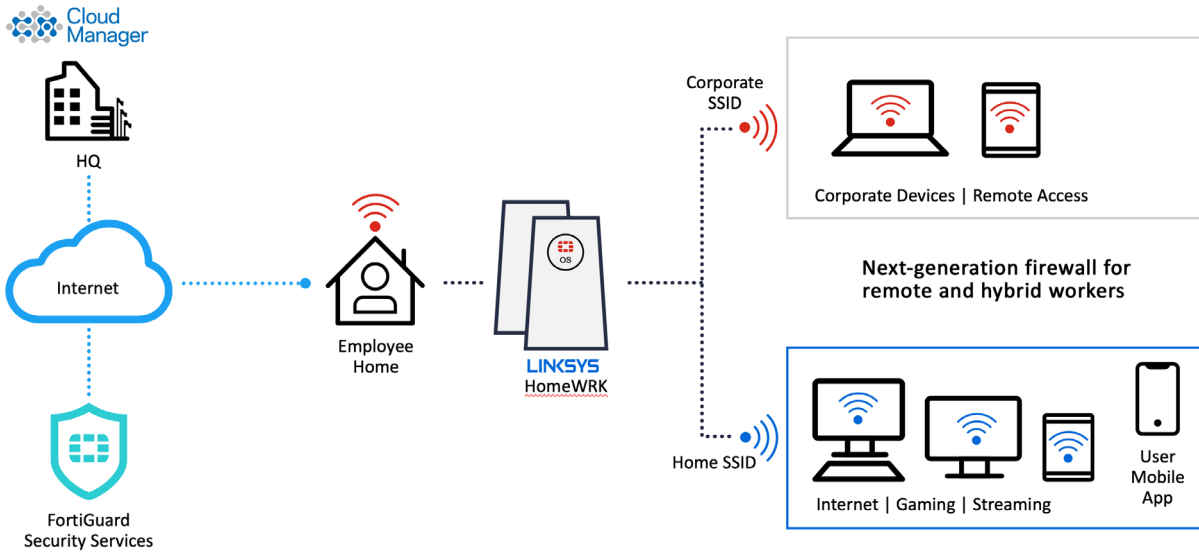 Cloud
Manager
HQ
Internet
FortiGuard
Security Services
Employee
Home
OS
LINKSYS
HomeWRK
Corporate
SSID
Corporate Devices | Remote Access
Next-generation firewall for
remote and hybrid workers
Home SSID
Internet | Gaming | Streaming
User
Mobile
App